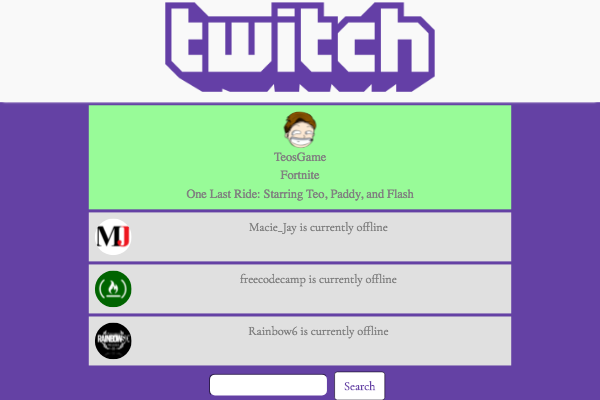 twitch
TeosGame
Fortnite
One Last Ride: Starring Teo, Paddy, and Flash
MJ
Macie_Jay is currently offline
freecodecamp is currently offline
RAINBOW
Rainbow6 is currently offline
Search